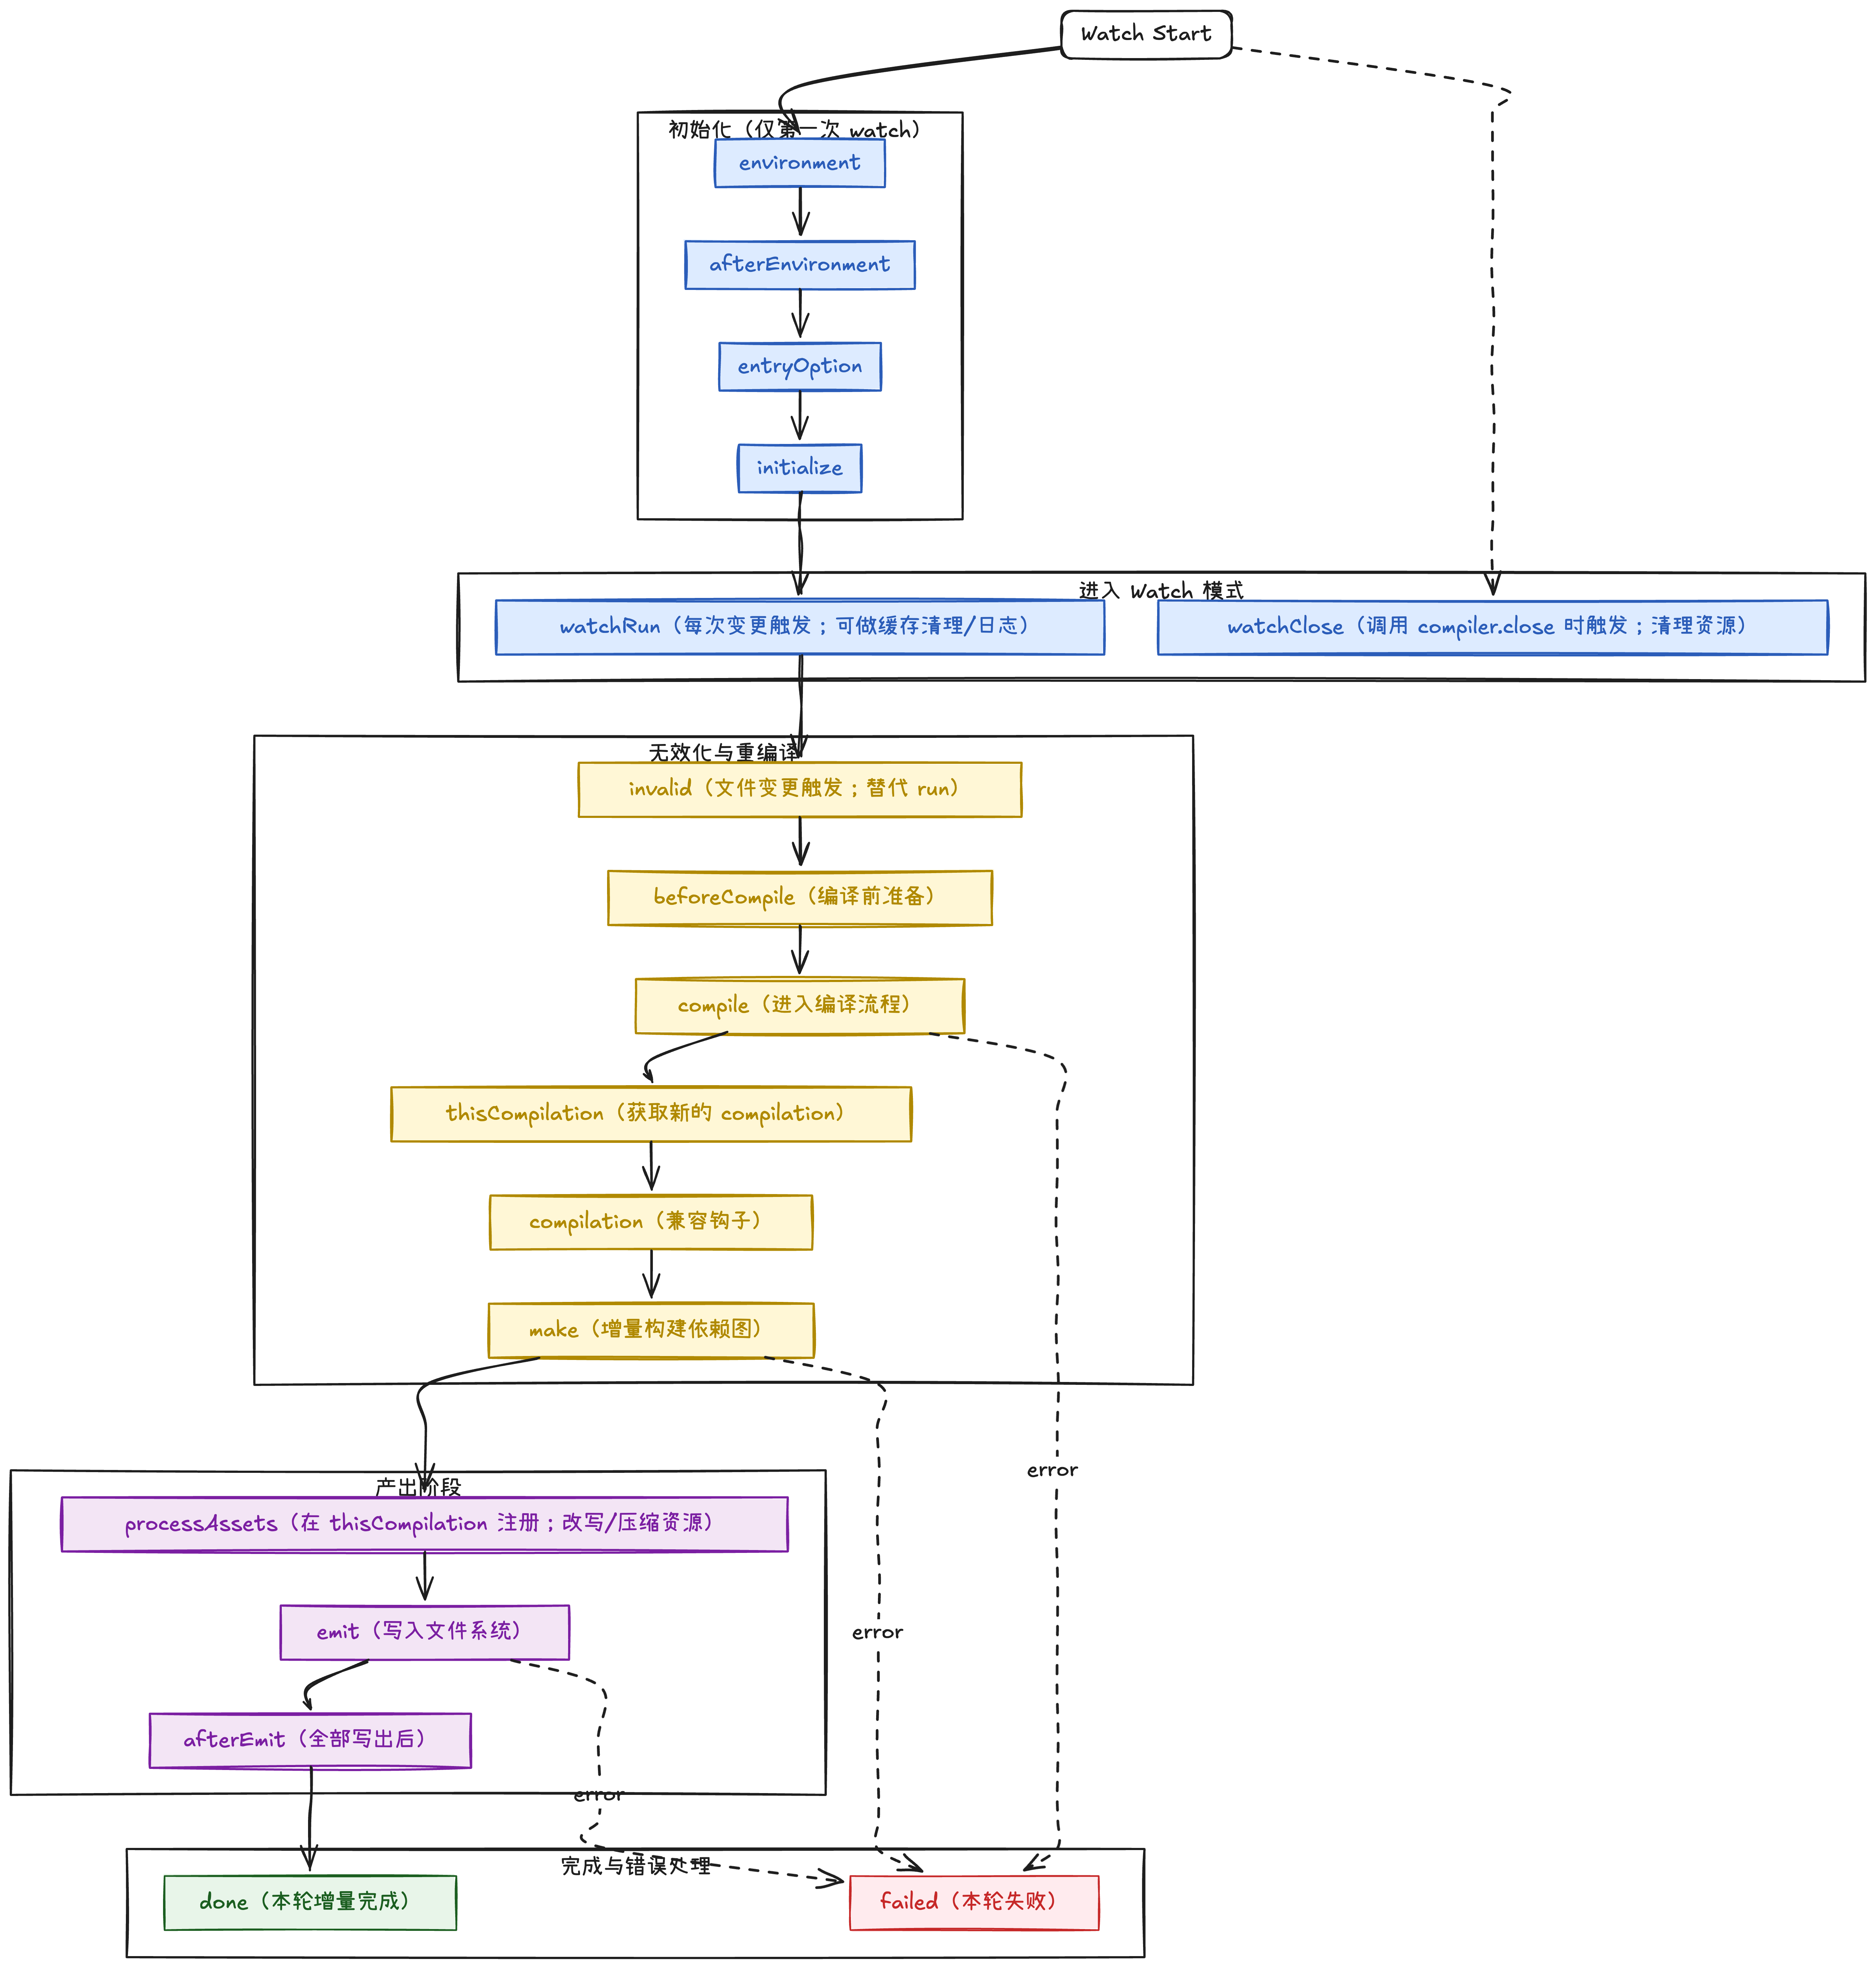 Watch Start
初始化（仅第一次 watch）
environment
afterEnvironment
entryOption
initialize
进入 Watch 模式
watchRun（每次变更触发；可做缓存清理/日志）
watchClose（调用 compiler.close 时触发；清理资源）
无效化与重编译
invalid（文件变更触发；替代 run）
beforeCompile（编译前准备）
compile（进入编译流程）
thisCompilation（获取新的 compilation）
compilation（兼容钩子）
make（增量构建依赖图）
error
产出阶段
processAssets（在 thisCompilation 注册；改写/压缩资源）
emit（写入文件系统）
error
afterEmit（全部写出后）
error
完成与错误处理
done（本轮增量完成）
failed（本轮失败）